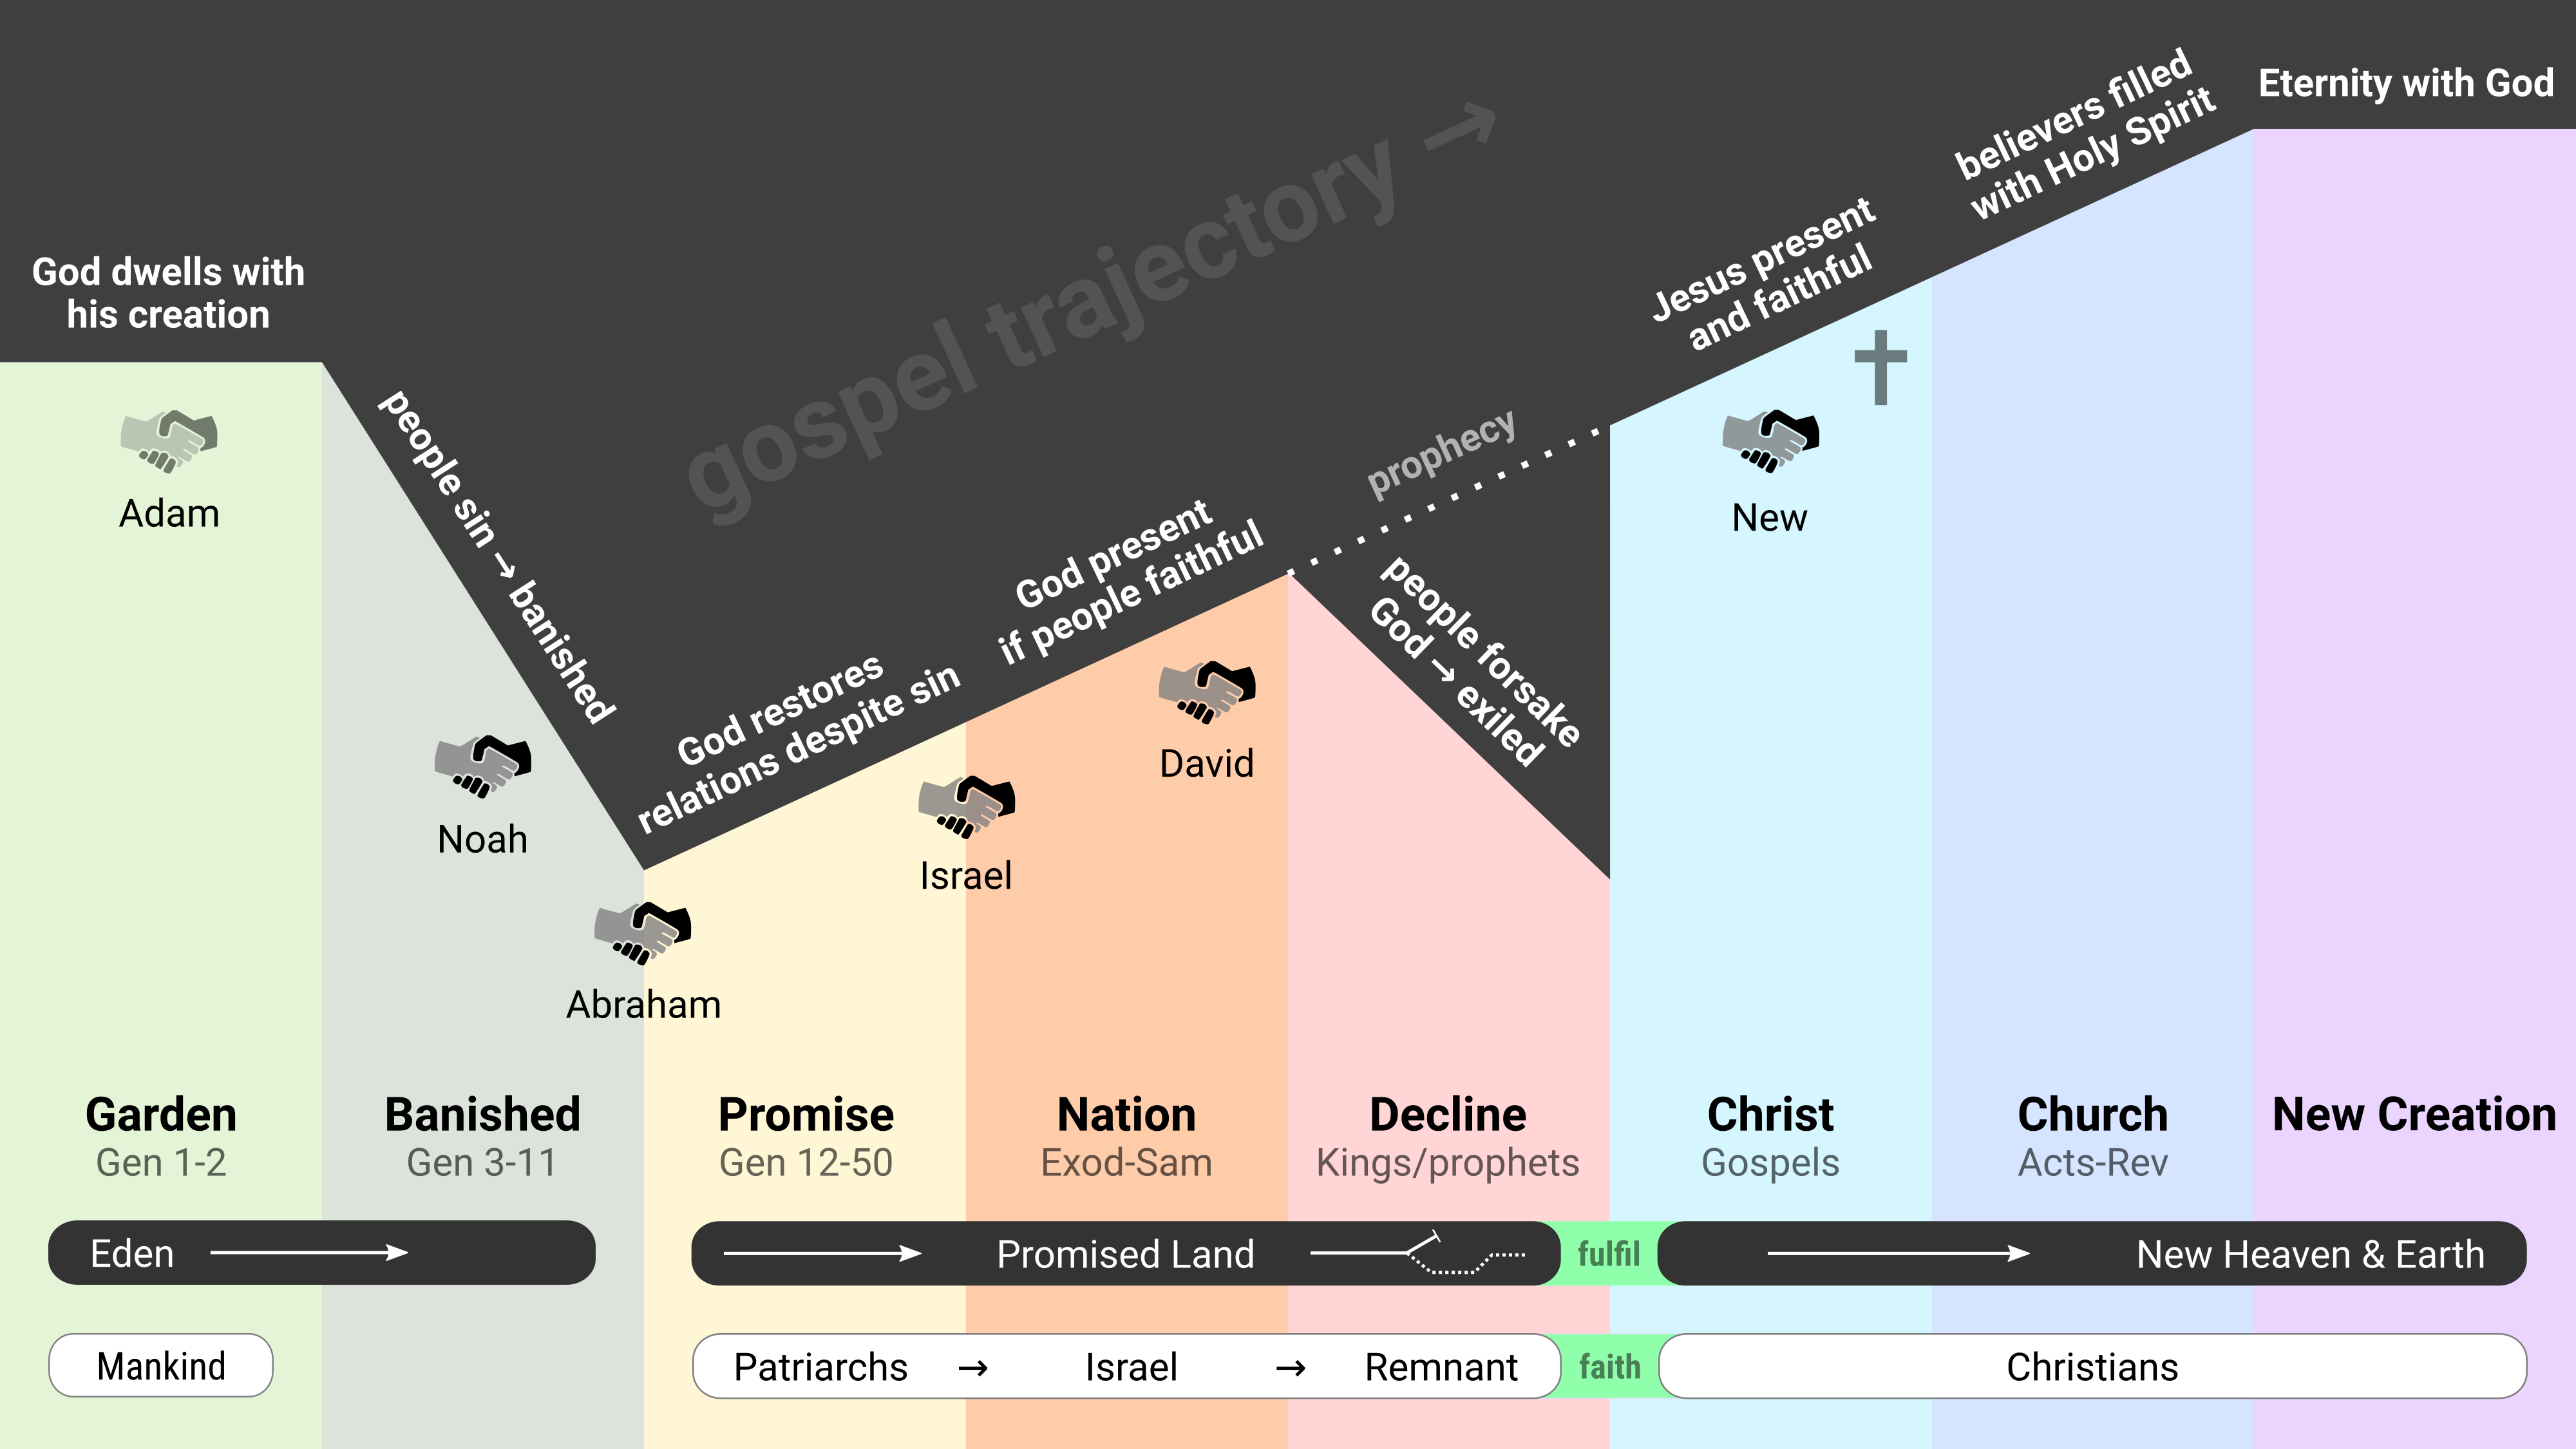 God dwells with
his creation
people sin → banished
gospel trajectory →
God restores
relations despite sin
God present
if people faithful
prophecy
people forsake
God → exiled
Jesus present
and faithful
believers filled
with Holy Spirit
Eternity with God
Adam
Noah
Abraham
Israel
David
New
Garden
Gen 1-2
Banished
Gen 3-11
Promise
Gen 12-50
Nation
Exod-Sam
Decline
Kings/prophets
Christ
Gospels
Church
Acts-Rev
New Creation
Eden
Promised Land
fulfil
New Heaven & Earth
Mankind
Patriarchs → Israel → Remnant
faith
Christians